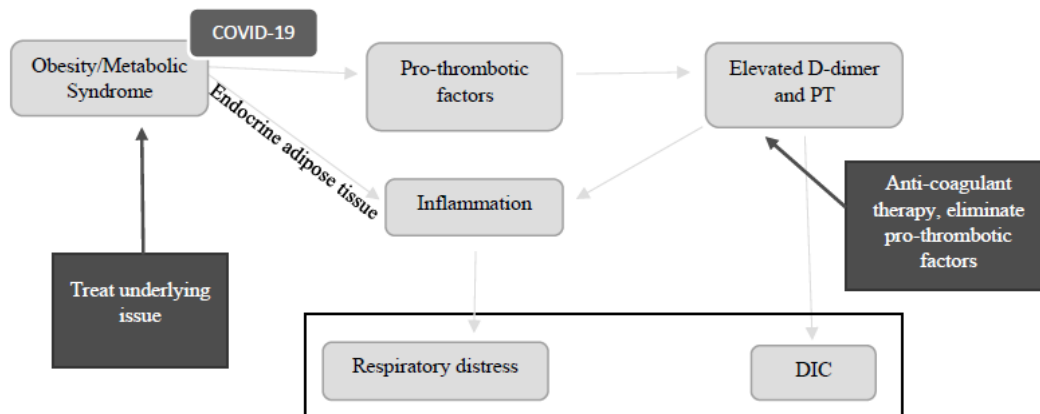 COVID-19
Obesity/Metabolic
Syndrome
Pro-thrombotic
factors
Elevated D-dimer
and PT
Endocrine adipose tissue
Inflammation
Anti-coagulant
therapy, eliminate
pro-thrombotic
factors
Treat underlying
issue
Respiratory distress
DIC